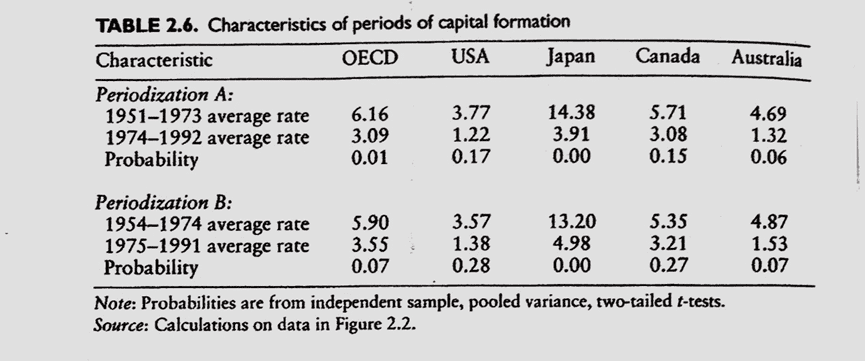 TABLE 2.6. Characteristics of periods of capital formation
Characteristic OECD USA Japan Canada Australia
Periodization A:
1951–1973 average rate 6.16 3.77 14.38 5.71 4.69
1974–1992 average rate 3.09 1.22 3.91 3.08 1.32
Probability 0.01 0.17 0.00 0.15 0.06
Periodization B:
1954–1974 average rate 5.90 3.57 13.20 5.35 4.87
1975–1991 average rate 3.55 1.38 4.98 3.21 1.53
Probability 0.07 0.28 0.00 0.27 0.07
Note: Probabilities are from independent sample, pooled variance, two-tailed t-tests.
Source: Calculations on data in Figure 2.2.